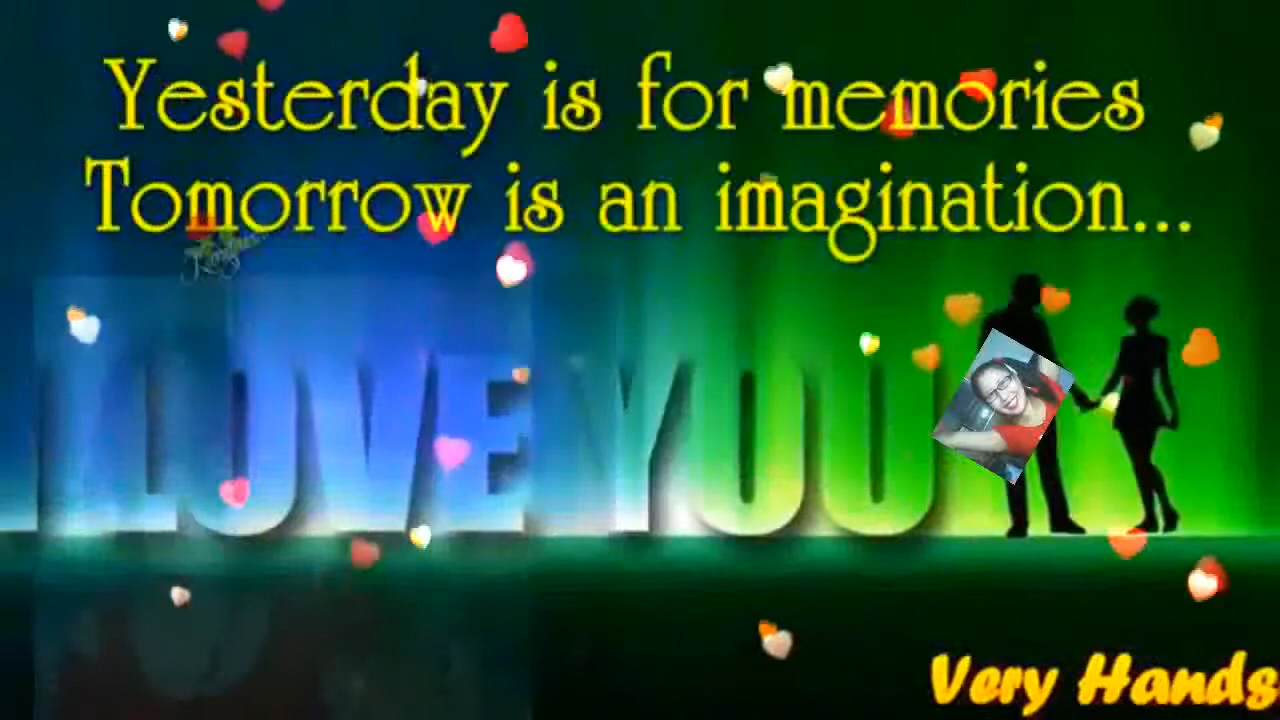 Yesterday is for memories
Tomorrow is an imagination...
I LOVE YOU
Very Hands